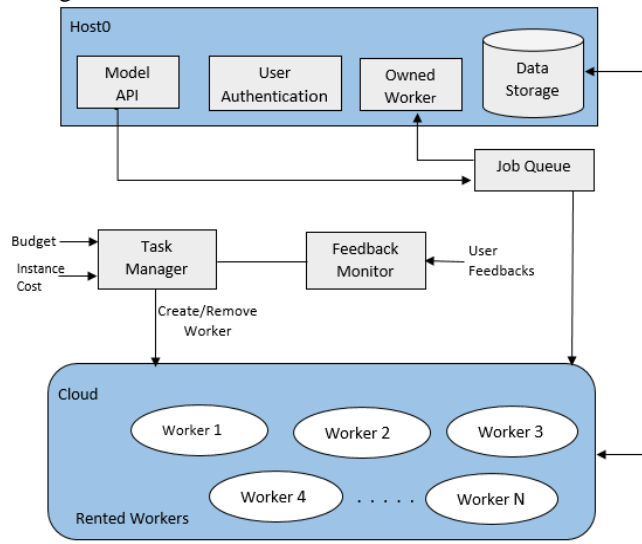 Host0
Model
API
User
Authentication
Owned
Worker
Data
Storage
Job Queue
Budget
Instance
Cost
Task
Manager
Feedback
Monitor
User
Feedbacks
Create/Remove
Worker
Cloud
Worker 1
Worker 2
Worker 3
Worker 4
. . . . .
Worker N
Rented Workers